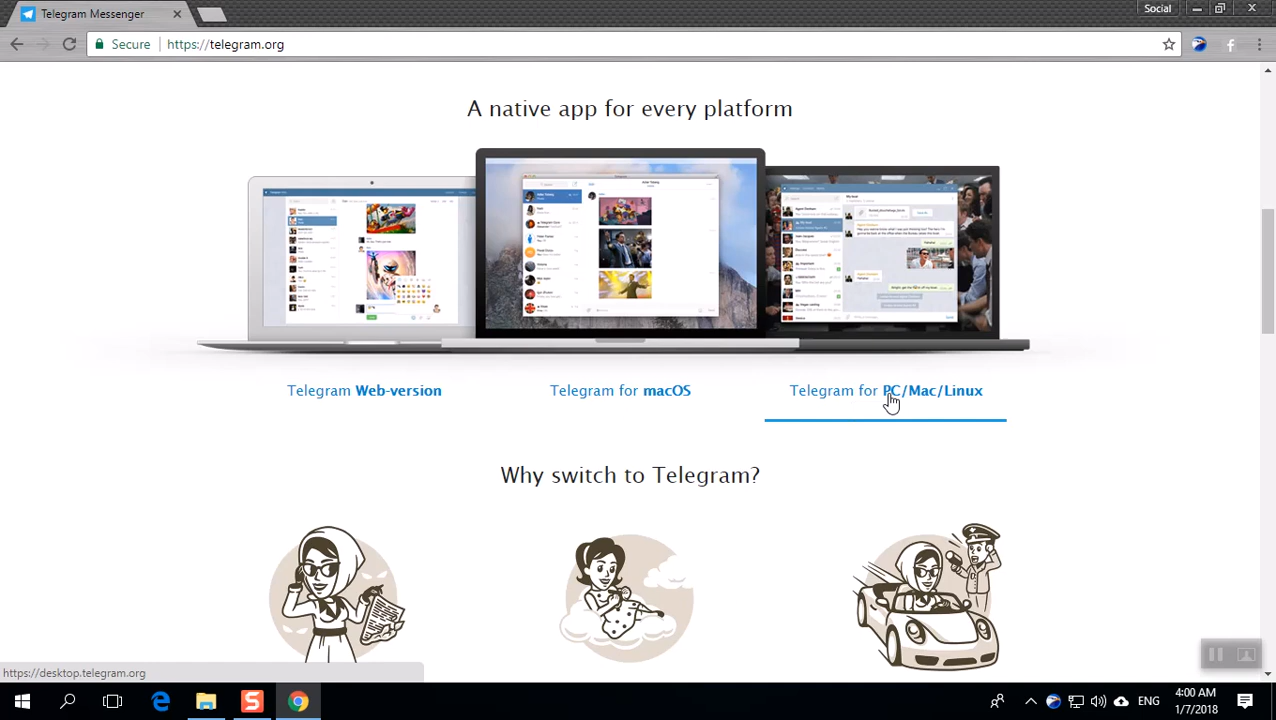 Telegram Messenger
Social
Secure
https://telegram.org
A native app for every platform
Telegram Web-version
Telegram for macOS
Telegram for PC/Mac/Linux
Why switch to Telegram?
https://desktop.telegram.org
ENG
4:00 AM
1/7/2018